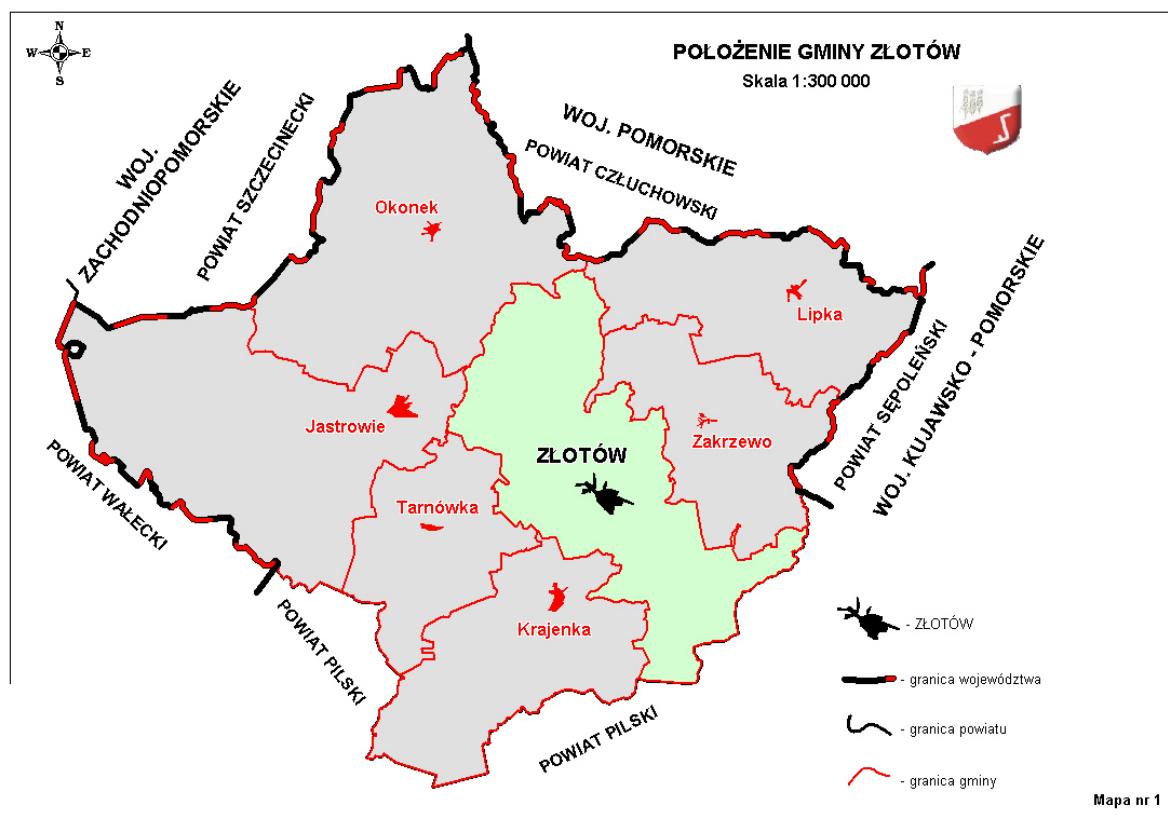 N
W E
S
POŁOŻENIE GMINY ZŁOTÓW
Skala 1:300 000
WOJ.
ZACHODNIOPOMORSKIE
POWIAT SZCZECINECKI
WOJ. POMORSKIE
POWIAT CZŁUCHOWSKI
Okonek
Lipka
WOJ. KUJAWSKO - POMORSKIE
POWIAT SĘPOLEŃSKI
Jastrowie
Zakrzewo
ZŁOTÓW
POWIAT WAŁECKI
Tarnówka
Krajenka
POWIAT PILSKI
POWIAT PILSKI
- ZŁOTÓW
- granica województwa
- granica powiatu
- granica gminy
Mapa nr 1